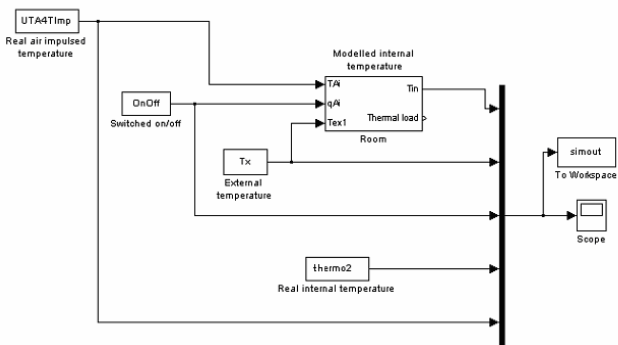 UTA4TImp
Real air impulsed
temperature
Modelled internal
temperature
TAi
Tin
qAi
Thermal load
Tex1
Room
OnOff
Switched on/off
Tx
External
temperature
simout
To Workspace
Scope
thermo2
Real internal temperature